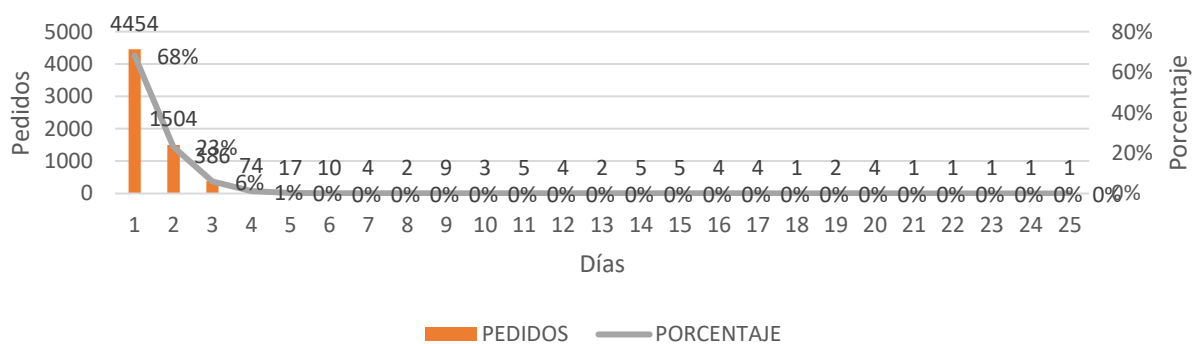 4454
5000 80%
4000 68% 60%
3000 40%
2000 1504 20%
1000 23% 386 74 17 10 4 2 9 3 5 4 2 5 5 4 4 1 2 4 1 1 1 1 1
0 6% 1% 0% 0% 0% 0% 0% 0% 0% 0% 0% 0% 0% 0% 0% 0% 0% 0% 0% 0% 0% 0% 0%
1 2 3 4 5 6 7 8 9 10 11 12 13 14 15 16 17 18 19 20 21 22 23 24 25
Pedidos
Porcentaje
Días
PEDIDOS PORCENTAJE